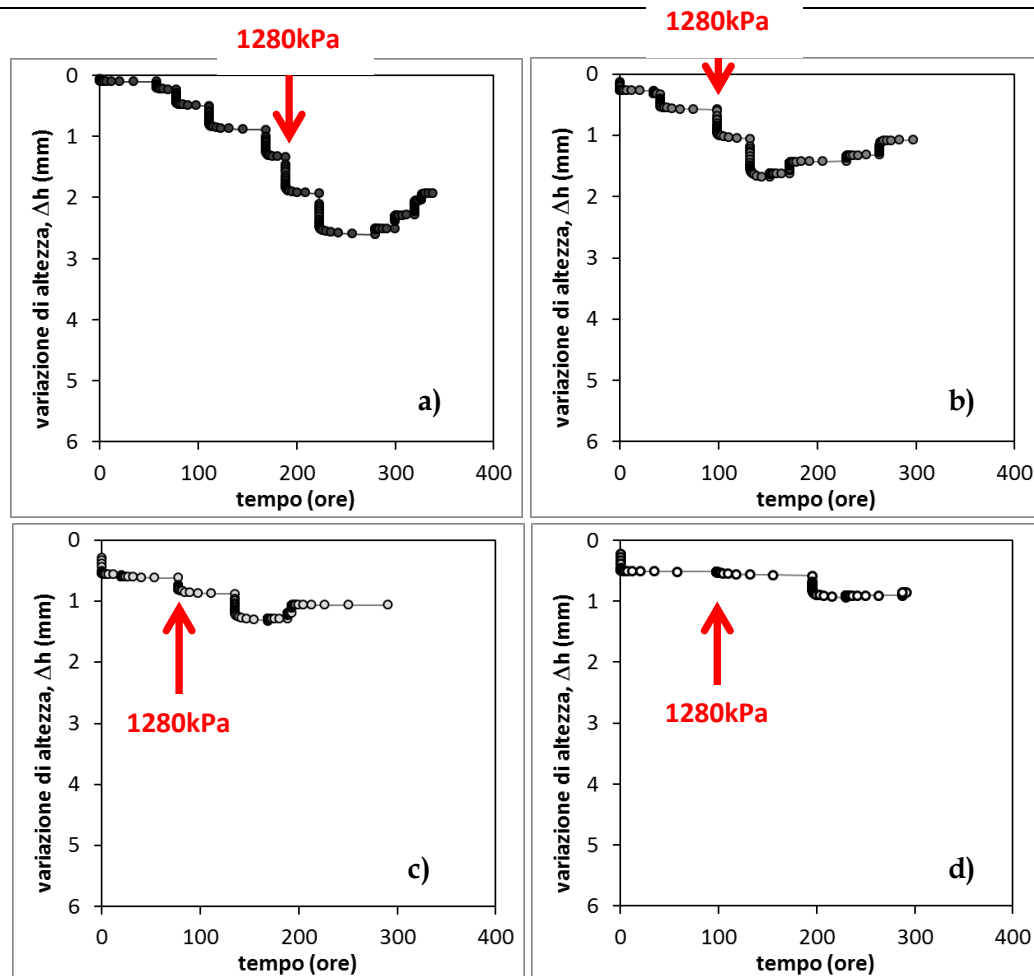 1280kPa
1280kPa
0
1
2
3
4
5
6
0 100 200 300 400
variazione di altezza, Δh (mm)
tempo (ore)
a)
0
1
2
3
4
5
6
0 100 200 300 400
variazione di altezza, Δh (mm)
tempo (ore)
b)
0
1
2
3
4
5
6
0 100 200 300 400
variazione di altezza, Δh (mm)
tempo (ore)
1280kPa
c)
0
1
2
3
4
5
6
0 100 200 300 400
variazione di altezza, Δh (mm)
tempo (ore)
1280kPa
d)